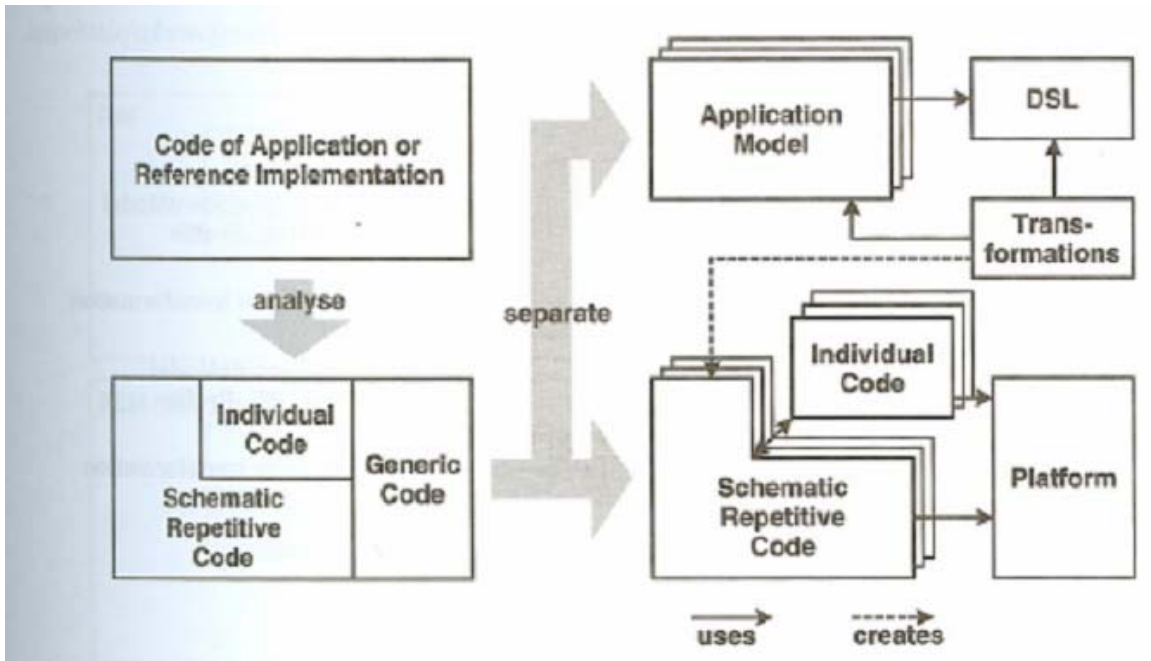 Code of Application or
Reference Implementation
analyse
Individual
Code
Generic
Code
Schematic
Repetitive
Code
separate
Application
Model
DSL
Trans-
formations
Individual
Code
Schematic
Repetitive
Code
Platform
uses
creates